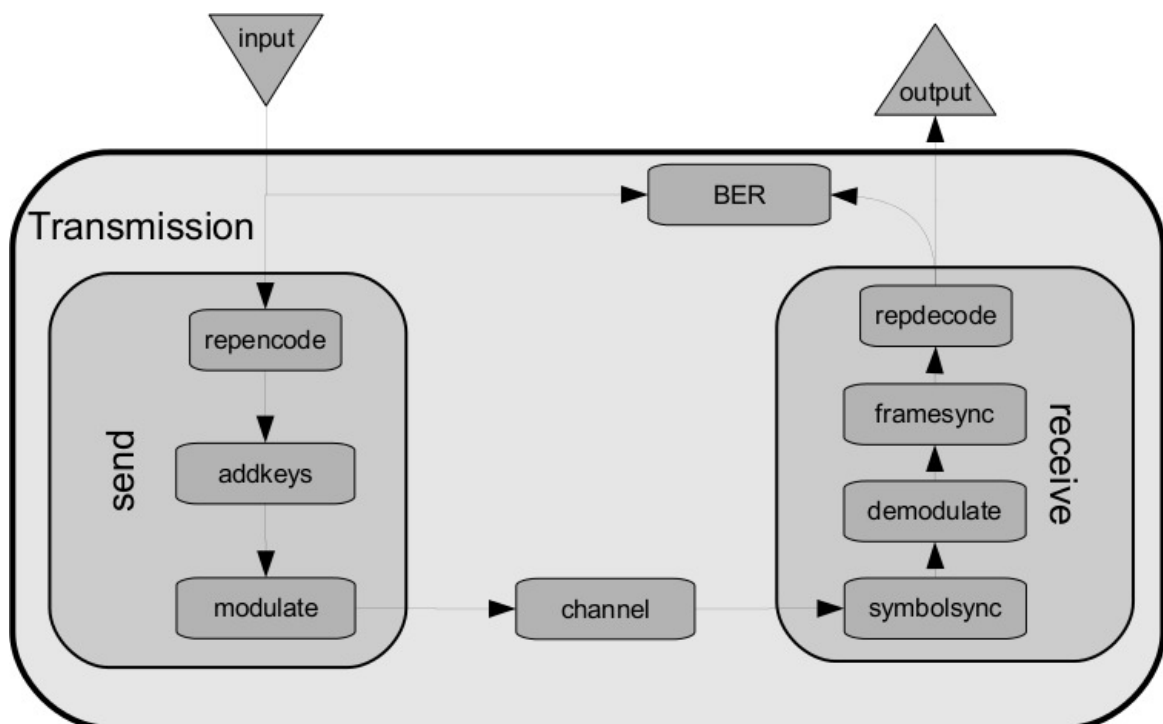 input
output
BER
Transmission
repencode
repdecode
send
addkeys
framesync
receive
demodulate
modulate
channel
symbolsync